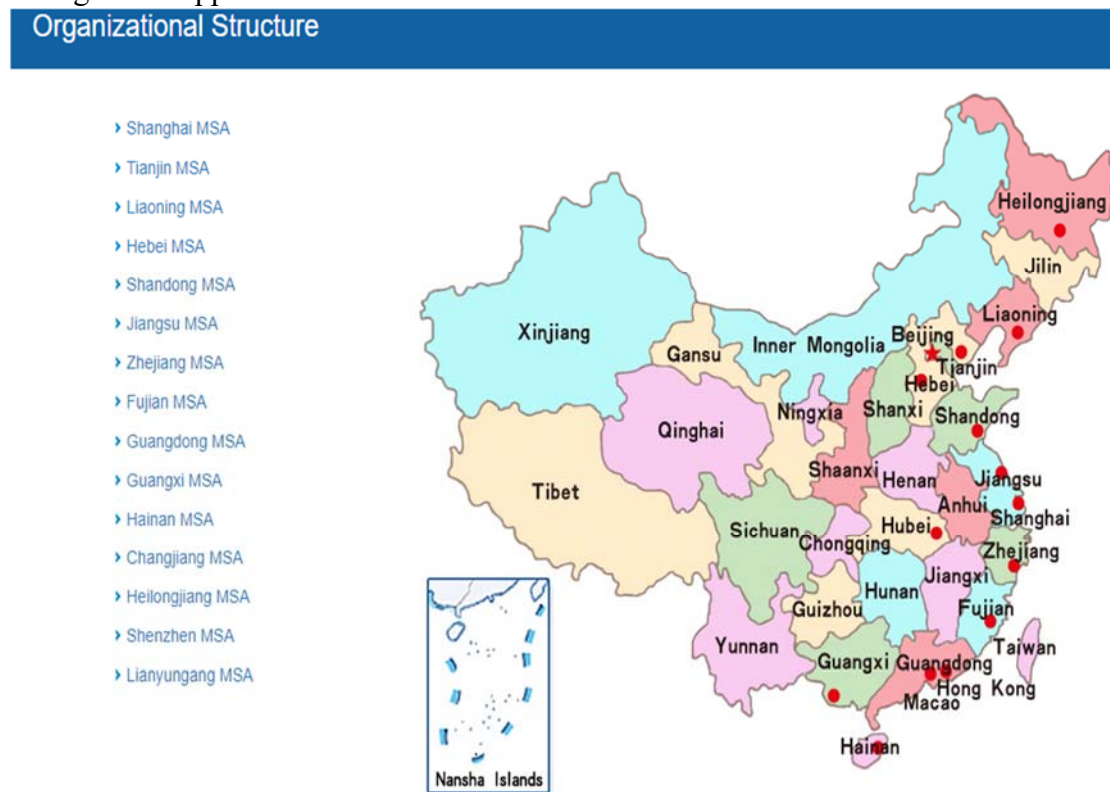 Organizational Structure
Shanghai MSA
Tianjin MSA
Liaoning MSA
Hebei MSA
Shandong MSA
Jiangsu MSA
Zhejiang MSA
Fujian MSA
Guangdong MSA
Guangxi MSA
Hainan MSA
Changjiang MSA
Heilongjiang MSA
Shenzhen MSA
Lianyungang MSA
Heilongjiang
Jilin
Liaoning
Xinjiang
Gansu
Inner Mongolia
Beijing
Tianjin
Hebei
Ningxia
Shanxi
Shandong
Qinghai
Shaanxi
Henan
Jiangsu
Tibet
Anhui
Shanghai
Sichuan
Chongqing
Hubei
Zhejiang
Hunan
Jiangxi
Guizhou
Fujian
Yunnan
Guangxi
Guangdong
Taiwan
Hong Kong
Macao
Hainan
Nansha Islands